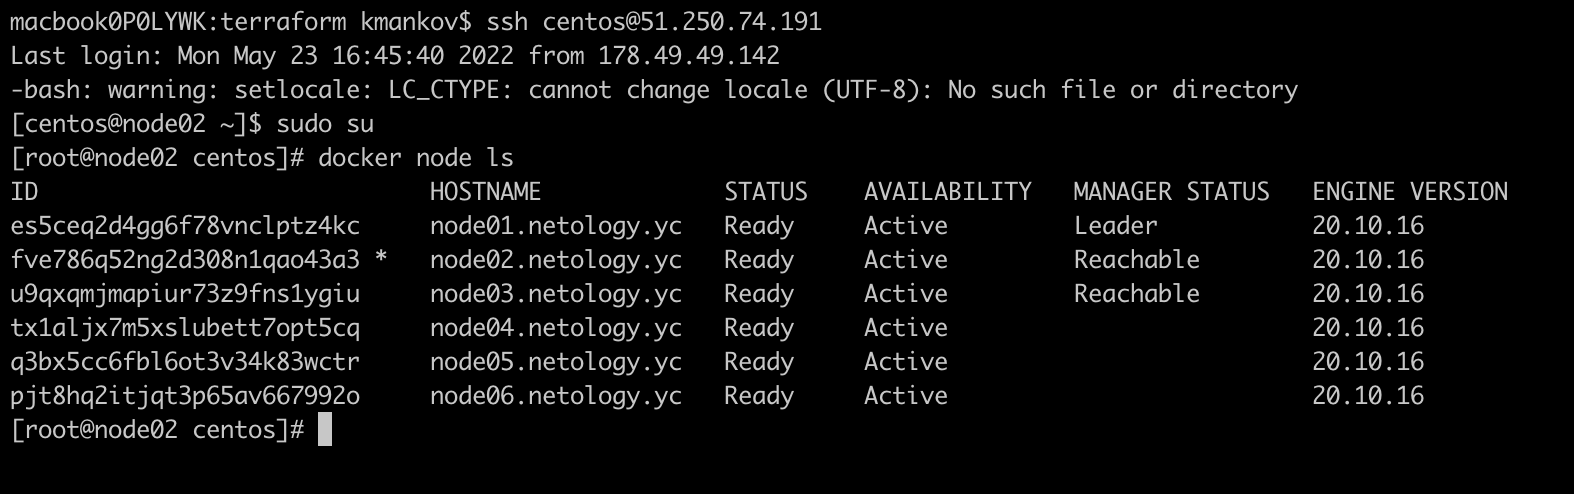 macbook0P0LYWK:terraform kmankov$ ssh centos@51.250.74.191
Last login: Mon May 23 16:45:40 2022 from 178.49.49.142
-bash: warning: setlocale: LC_CTYPE: cannot change locale (UTF-8): No such file or directory
[centos@node02 ~]$ sudo su
[root@node02 centos]# docker node ls
ID                            HOSTNAME             STATUS    AVAILABILITY   MANAGER STATUS   ENGINE VERSION
es5ceq2d4gg6f78vnclptz4kc     node01.netology.yc   Ready     Active         Leader           20.10.16
fve786q52ng2d308n1qao43a3 *   node02.netology.yc   Ready     Active         Reachable        20.10.16
u9qxqmjmapiur73z9fns1ygiu     node03.netology.yc   Ready     Active         Reachable        20.10.16
tx1aljx7m5xslubett7opt5cq     node04.netology.yc   Ready     Active                          20.10.16
q3bx5cc6fbl6ot3v34k83wctr     node05.netology.yc   Ready     Active                          20.10.16
pjt8hq2itjqt3p65av667992o     node06.netology.yc   Ready     Active                          20.10.16
[root@node02 centos]#